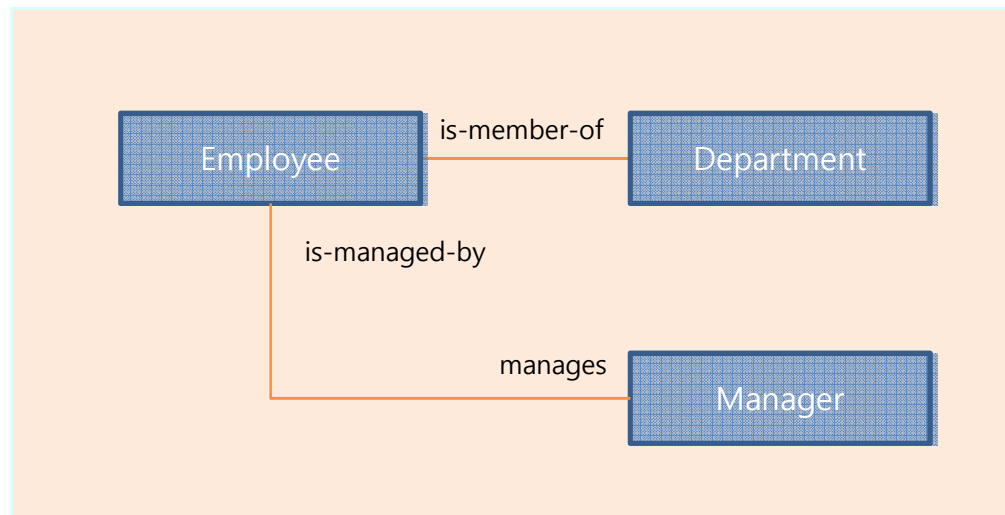 is-member-of
Employee
Department
is-managed-by
manages
Manager